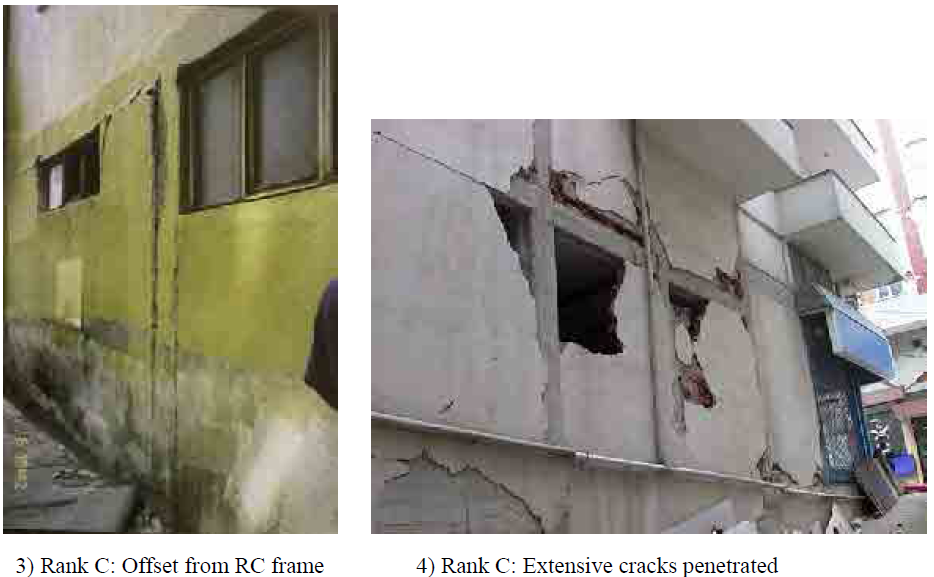 3) Rank C: Offset from RC frame
4) Rank C: Extensive cracks penetrated